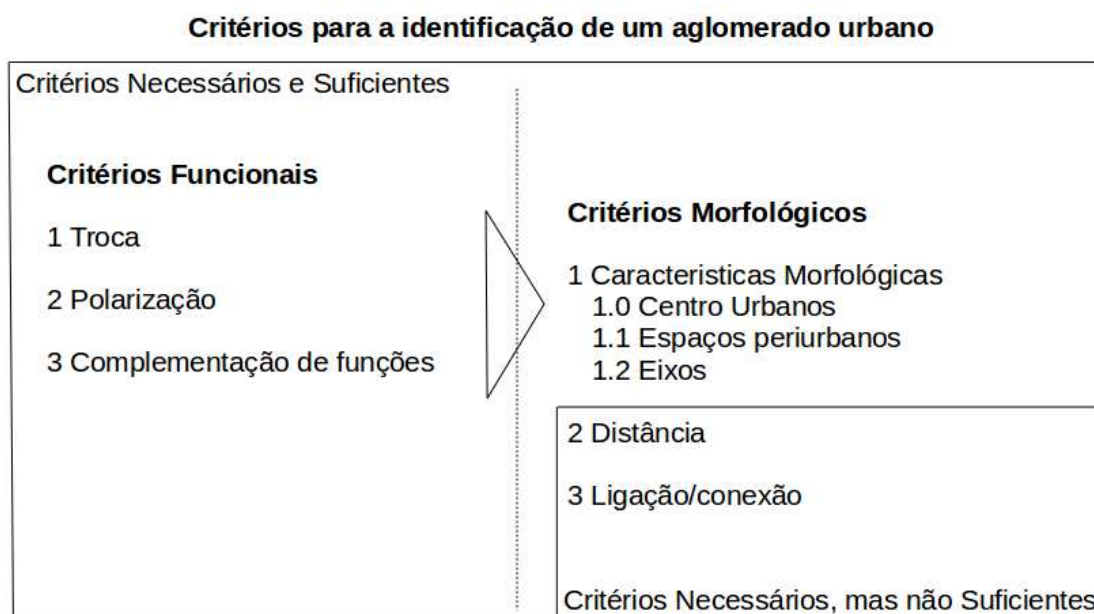 Critérios para a identificação de um aglomerado urbano
Critérios Necessários e Suficientes
Critérios Funcionais
1 Troca
2 Polarização
3 Complementação de funções
Critérios Morfológicos
1 Caracteristicas Morfológicas
1.0 Centro Urbanos
1.1 Espaços periurbanos
1.2 Eixos
2 Distância
3 Ligação/conexão
Critérios Necessários, mas não Suficientes